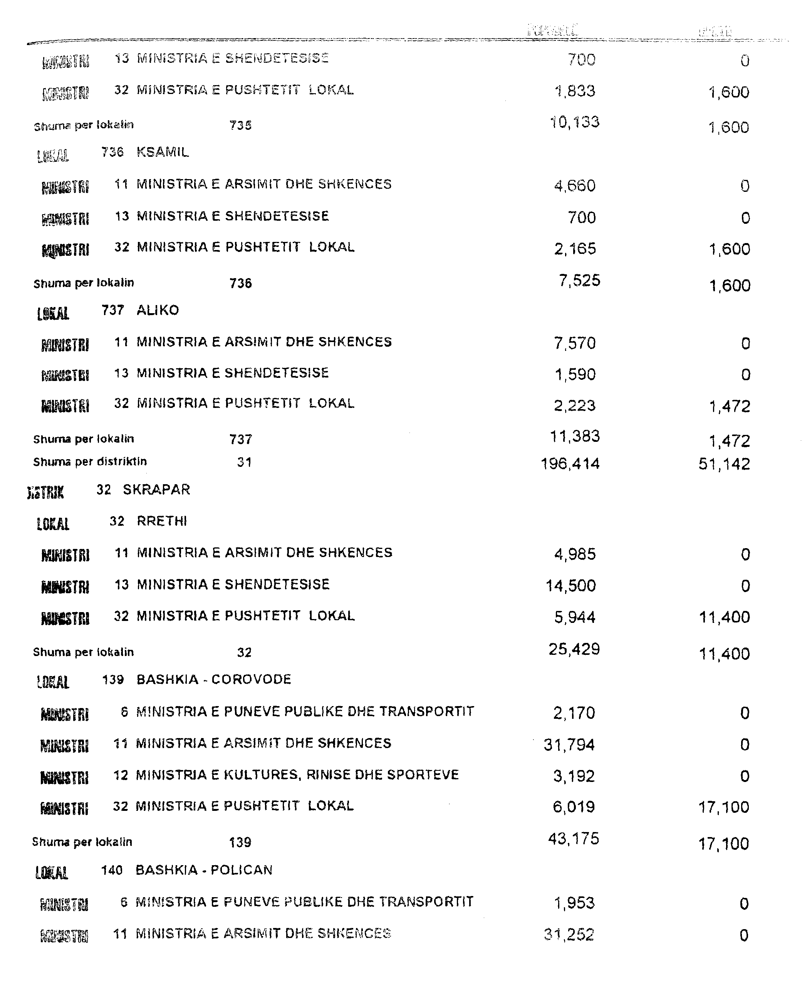 MINISTRI 13 MINISTRIA E SHENDETESISE 700 0
MINISTRI 32 MINISTRIA E PUSHTETIT LOKAL 1,833 1,600
Shuma per lokalin 735 10,133 1,600
LOKAL 736 KSAMIL
MINISTRI 11 MINISTRIA E ARSIMIT DHE SHKENCES 4,660 0
MINISTRI 13 MINISTRIA E SHENDETESISE 700 0
MINISTRI 32 MINISTRIA E PUSHTETIT LOKAL 2,165 1,600
Shuma per lokalin 736 7,525 1,600
LOKAL 737 ALIKO
MINISTRI 11 MINISTRIA E ARSIMIT DHE SHKENCES 7,570 0
MINISTRI 13 MINISTRIA E SHENDETESISE 1,590 0
MINISTRI 32 MINISTRIA E PUSHTETIT LOKAL 2,223 1,472
Shuma per lokalin 737 11,383 1,472
Shuma per distriktin 31 196,414 51,142
ISTRIK 32 SKRAPAR
LOKAL 32 RRETHI
MINISTRI 11 MINISTRIA E ARSIMIT DHE SHKENCES 4,985 0
MINISTRI 13 MINISTRIA E SHENDETESISE 14,500 0
MINISTRI 32 MINISTRIA E PUSHTETIT LOKAL 5,944 11,400
Shuma per lokalin 32 25,429 11,400
LOKAL 139 BASHKIA - COROVODE
MINISTRI 6 MINISTRIA E PUNEVE PUBLIKE DHE TRANSPORTIT 2,170 0
MINISTRI 11 MINISTRIA E ARSIMIT DHE SHKENCES 31,794 0
MINISTRI 12 MINISTRIA E KULTURES, RINISE DHE SPORTEVE 3,192 0
MINISTRI 32 MINISTRIA E PUSHTETIT LOKAL 6,019 17,100
Shuma per lokalin 139 43,175 17,100
LOKAL 140 BASHKIA - POLICAN
MINISTRI 6 MINISTRIA E PUNEVE PUBLIKE DHE TRANSPORTIT 1,953 0
MINISTRI 11 MINISTRIA E ARSIMIT DHE SHKENCES 31,252 0